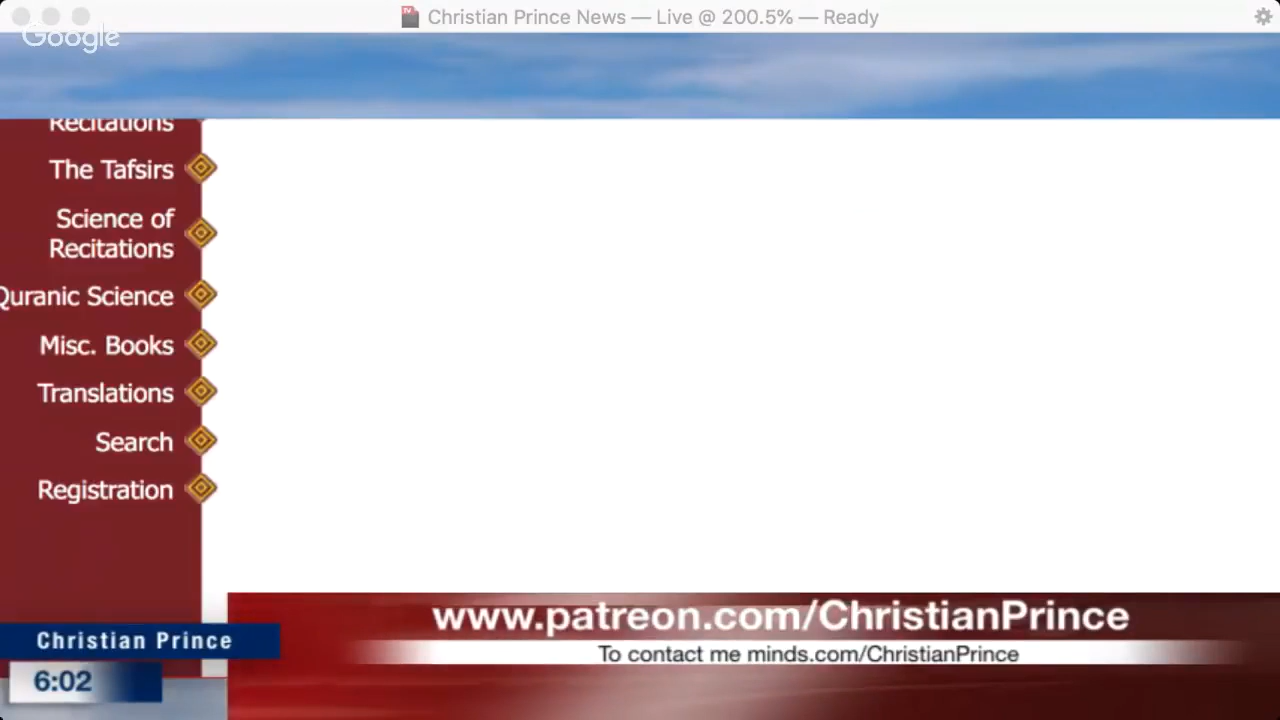 Christian Prince News — Live @ 200.5% — Ready
Google
Recitations
The Tafsirs
Science of
Recitations
Quranic Science
Misc. Books
Translations
Search
Registration
www.patreon.com/ChristianPrince
To contact me minds.com/ChristianPrince
Christian Prince
6:02